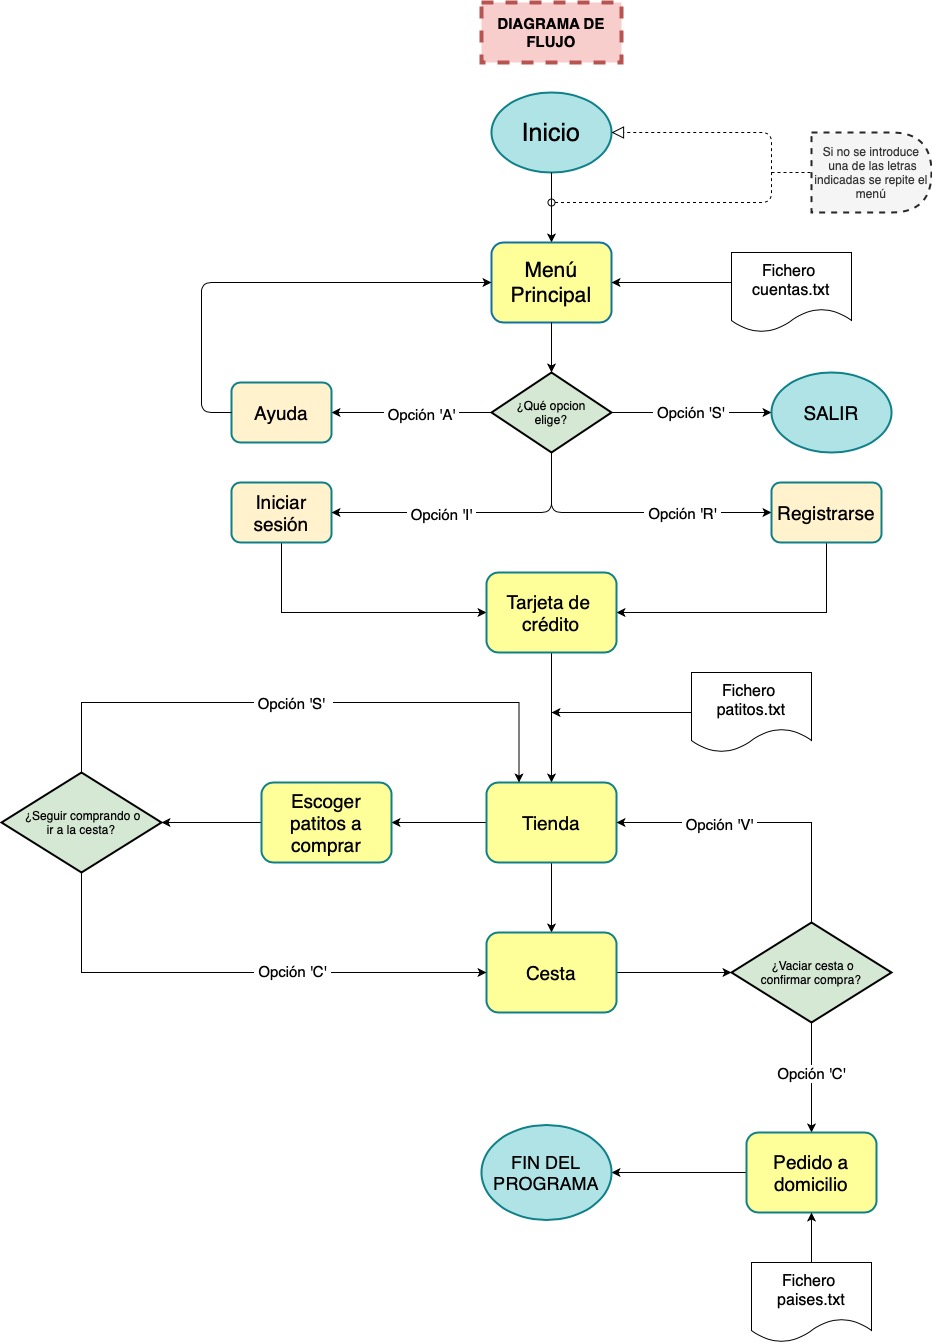 DIAGRAMA DE
FLUJO
Inicio
Si no se introduce
una de las letras
indicadas se repite el
menú
Menú
Principal
Fichero
cuentas.txt
¿Qué opcion
elige?
Ayuda
Opción 'A'
Opción 'S'
SALIR
Iniciar
sesión
Opción 'I'
Opción 'R'
Registrarse
Tarjeta de
crédito
Fichero
patitos.txt
Opción 'S'
¿Seguir comprando o
ir a la cesta?
Escoger
patitos a
comprar
Tienda
Opción 'V'
Opción 'C'
Cesta
¿Vaciar cesta o
confirmar compra?
Opción 'C'
FIN DEL
PROGRAMA
Pedido a
domicilio
Fichero
paises.txt